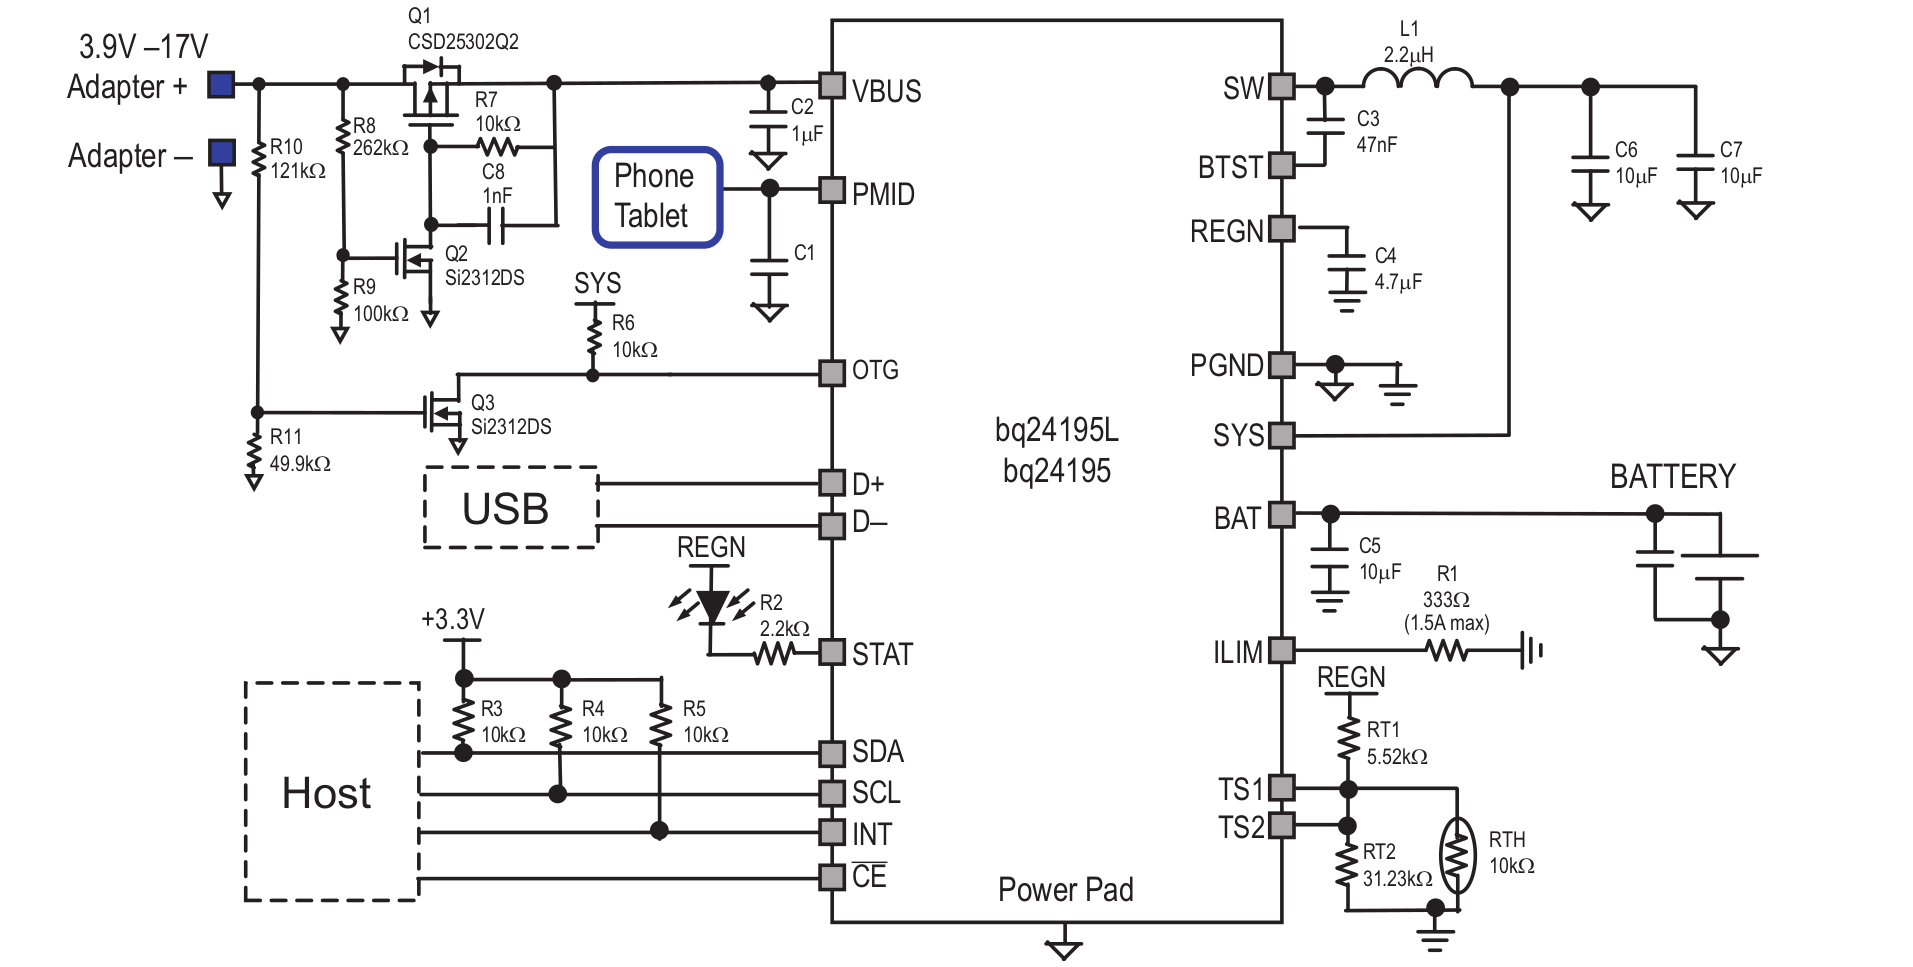 3.9V –17V
Adapter +
Adapter –
Q1
CSD25302Q2
R7
10kΩ
C8
1nF
R8
262kΩ
R10
121kΩ
Q2
Si2312DS
R9
100kΩ
C2
1µF
Phone
Tablet
C1
SYS
R6
10kΩ
Q3
Si2312DS
R11
49.9kΩ
USB
REGN
R2
2.2kΩ
+3.3V
R3
10kΩ
R4
10kΩ
R5
10kΩ
Host
VBUS
PMID
OTG
D+
D–
STAT
SDA
SCL
INT
CE
bq24195L
bq24195
Power Pad
SW
BTST
REGN
PGND
SYS
BAT
ILIM
TS1
TS2
L1
2.2µH
C3
47nF
C6
10µF
C7
10µF
C4
4.7µF
BATTERY
C5
10µF
R1
333Ω
(1.5A max)
REGN
RT1
5.52kΩ
RT2
31.23kΩ
RTH
10kΩ